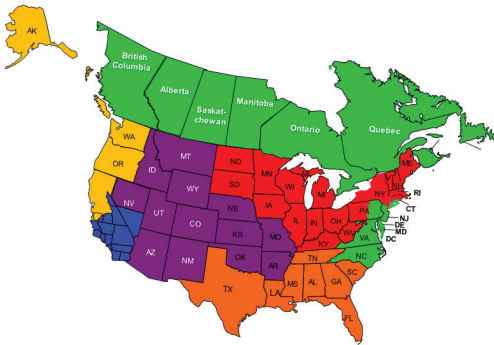 AK
British
Columbia
Alberta
Saskat-
chewan
Manitoba
Ontario
Quebec
WA
OR
ID
MT
WY
NV
UT
CO
AZ
NM
NE
KS
OK
MO
AR
ND
SD
MN
IA
WI
MI
IL
IN
OH
KY
WV
PA
NY
VT
NH
ME
RI
CT
NJ
DE
MD
DC
VA
NC
TN
SC
TX
LA
MS
AL
GA
FL